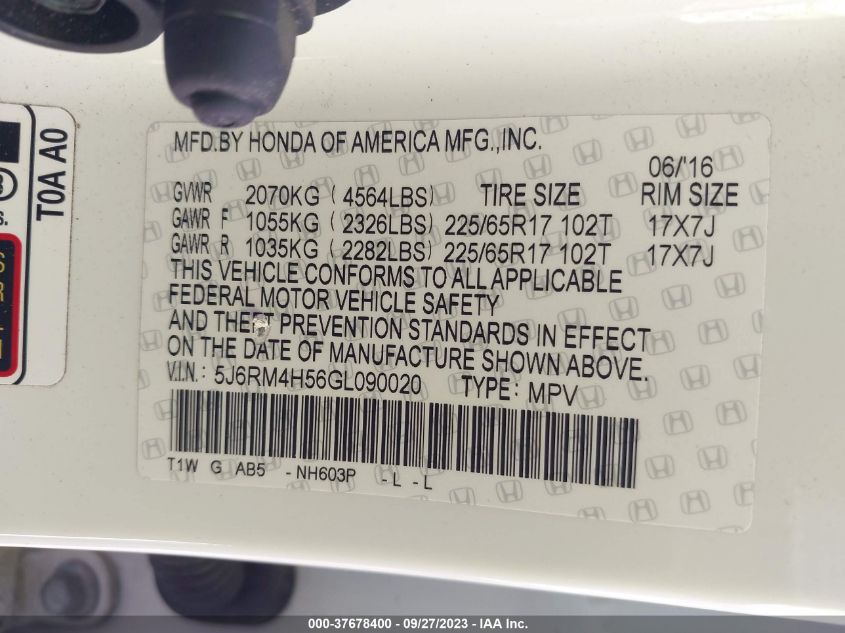 MFD.BY HONDA OF AMERICA MFG.,INC.
06/'16
GVWR 2070KG ( 4564LBS) TIRE SIZE RIM SIZE
GAWR F 1055KG ( 2326LBS) 225/65R17 102T 17X7J
GAWR R 1035KG ( 2282LBS) 225/65R17 102T 17X7J
THIS VEHICLE CONFORMS TO ALL APPLICABLE
FEDERAL MOTOR VEHICLE SAFETY
AND THEFT PREVENTION STANDARDS IN EFFECT
ON THE DATE OF MANUFACTURE SHOWN ABOVE.
V.I.N.: 5J6RM4H56GL090020 TYPE: MPV
T1W G AB5 -NH603P -L -L
T0A A0
000-37678400 - 09/27/2023 - IAA Inc.